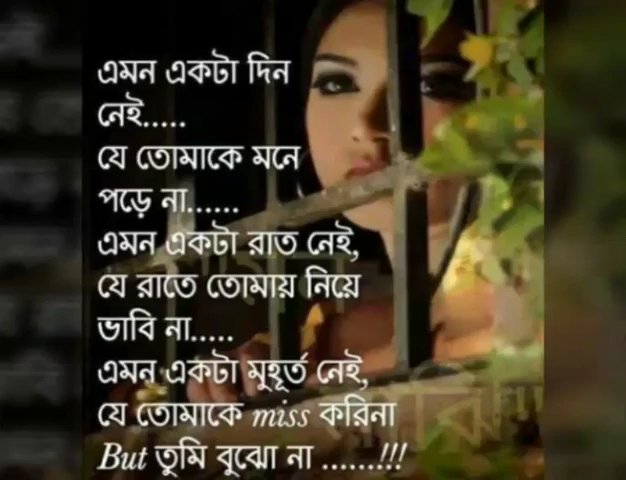 এমন একটা দিন
নেই.....
যে তোমাকে মনে
পড়ে না......
এমন একটা রাত নেই,
যে রাতে তোমায় নিয়ে
ভাবি না.....
এমন একটা মুহূর্ত নেই,
যে তোমাকে miss করিনা
But তুমি বুঝো না ......!!!